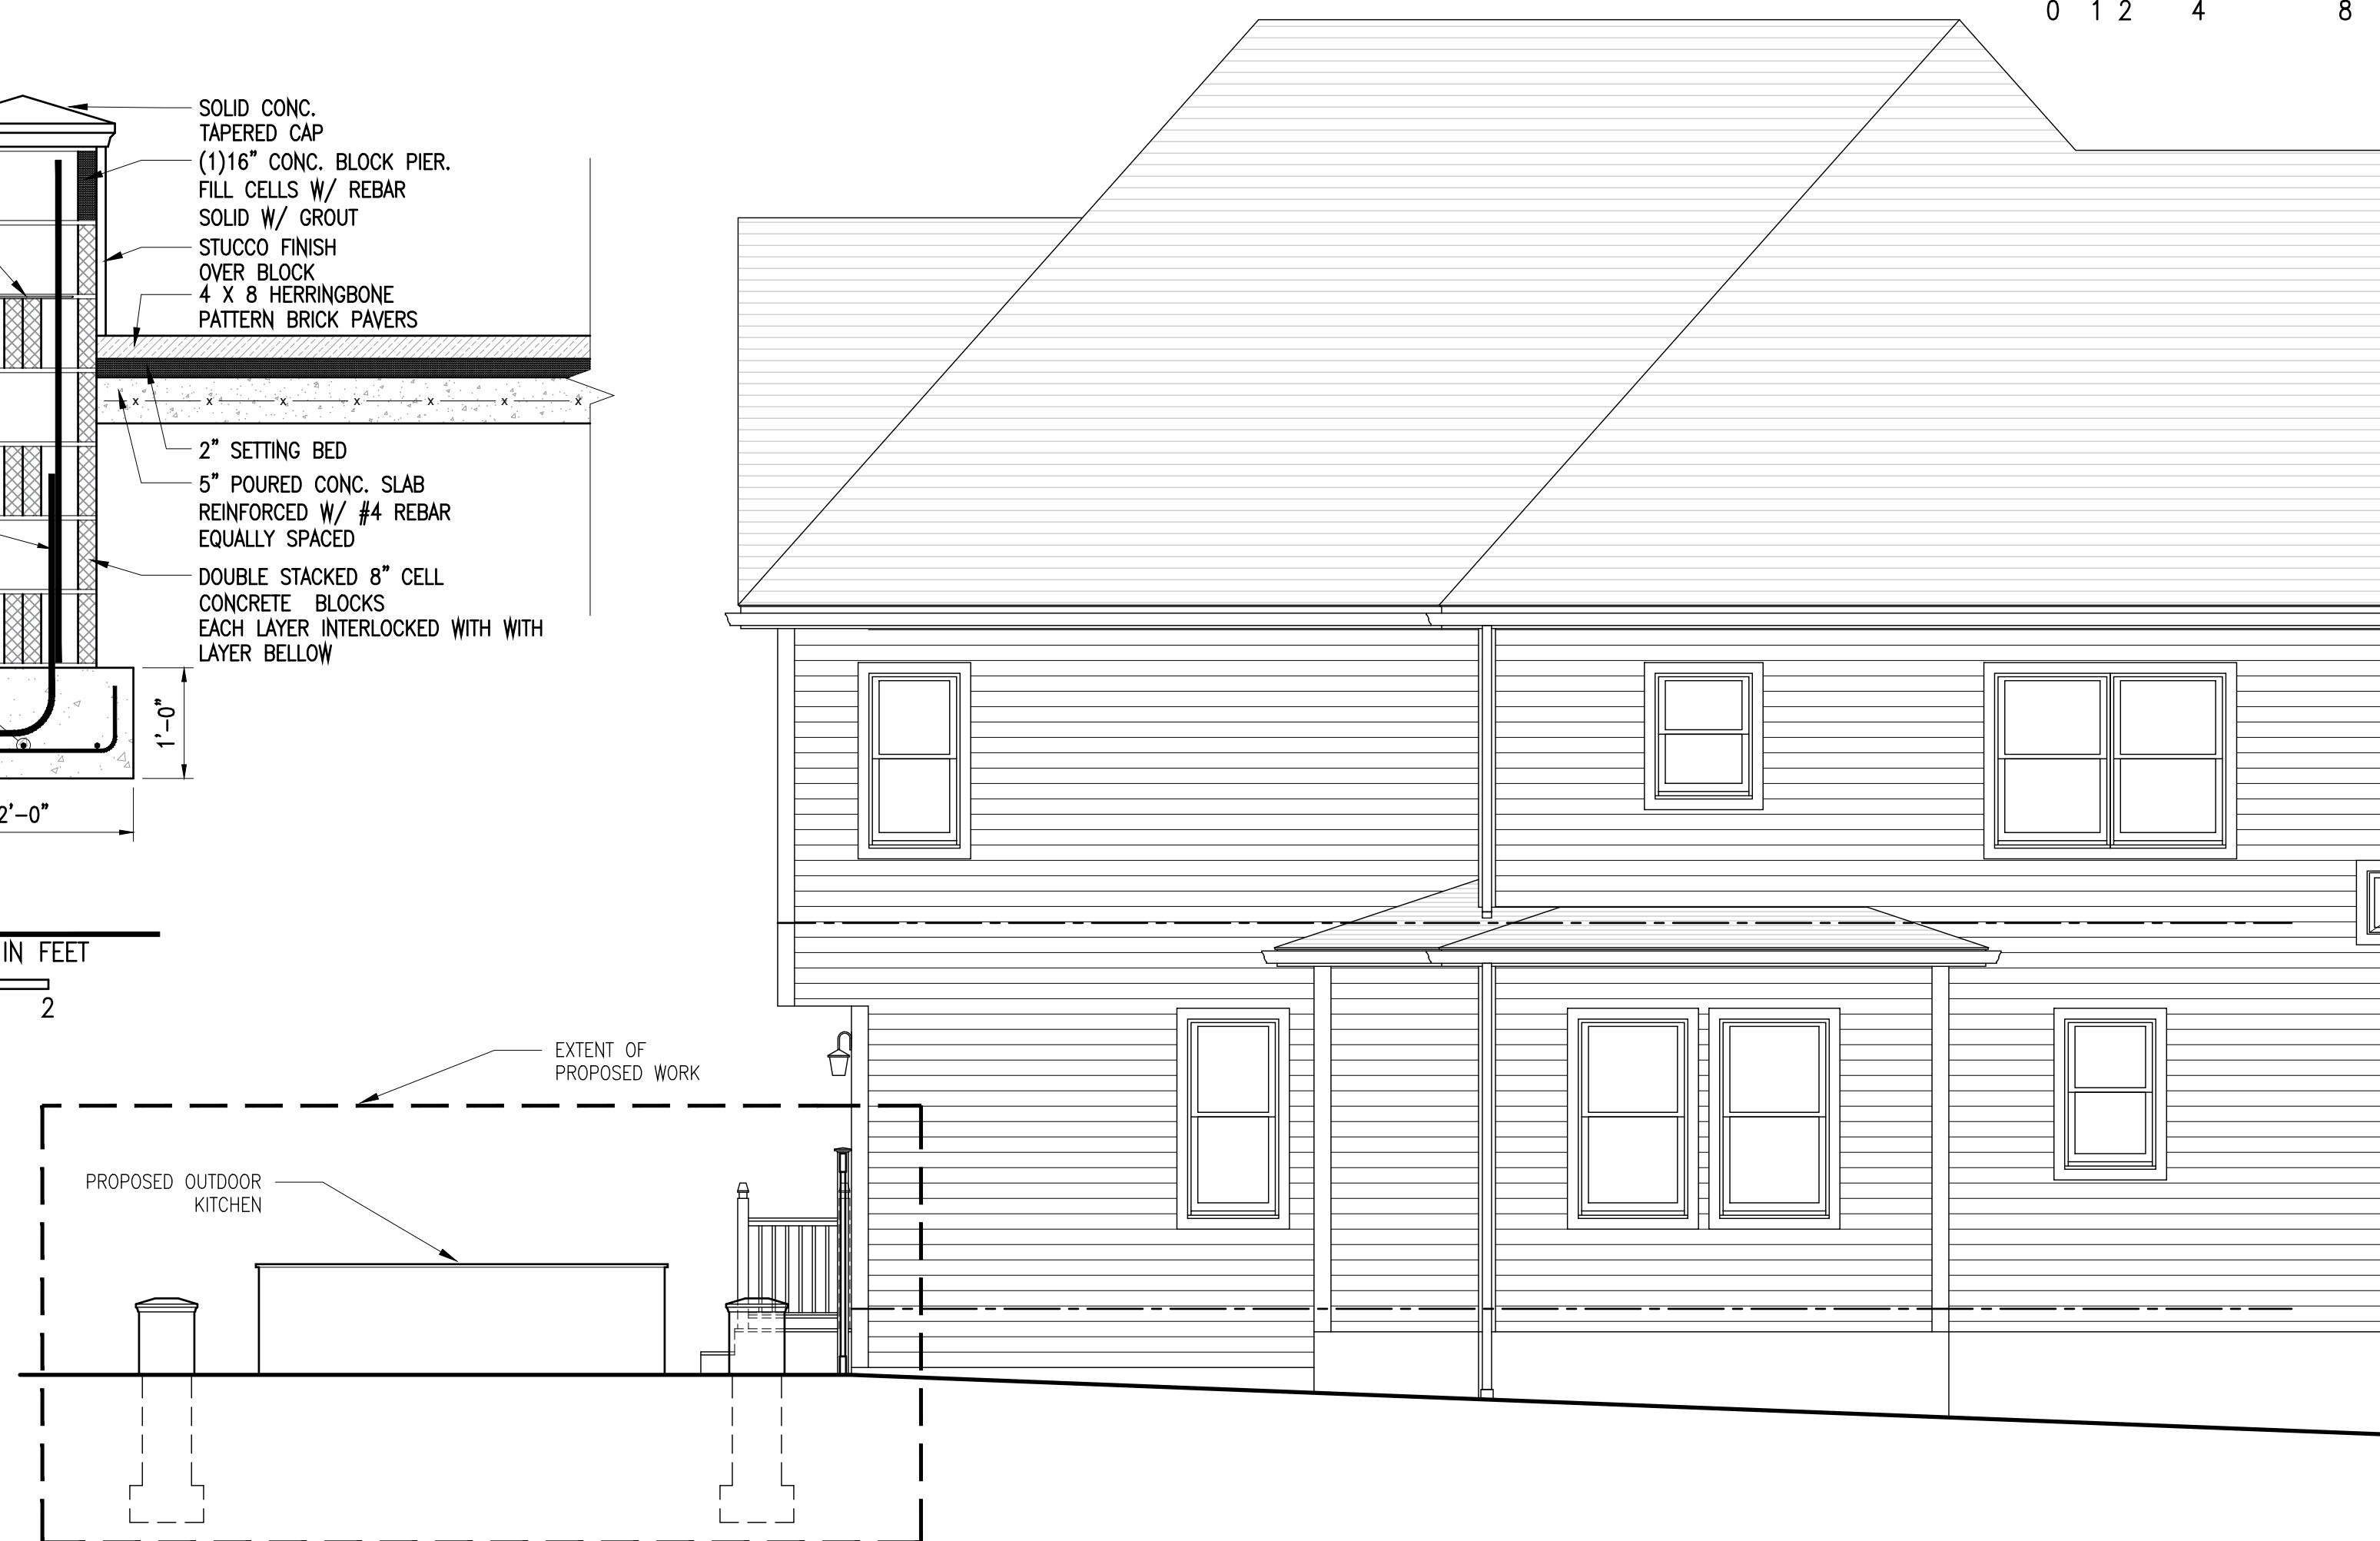 0 1 2 4 8
SOLID CONC.
TAPERED CAP
(1)16" CONC. BLOCK PIER.
FILL CELLS W/ REBAR
SOLID W/ GROUT
STUCCO FINISH
OVER BLOCK
4 X 8 HERRINGBONE
PATTERN BRICK PAVERS
x x x x x x x
2" SETTING BED
5" POURED CONC. SLAB
REINFORCED W/ #4 REBAR
EQUALLY SPACED
DOUBLE STACKED 8" CELL
CONCRETE BLOCKS
EACH LAYER INTERLOCKED WITH WITH
LAYER BELLOW
1'-0"
2'-0"
IN FEET
2
EXTENT OF
PROPOSED WORK
PROPOSED OUTDOOR
KITCHEN